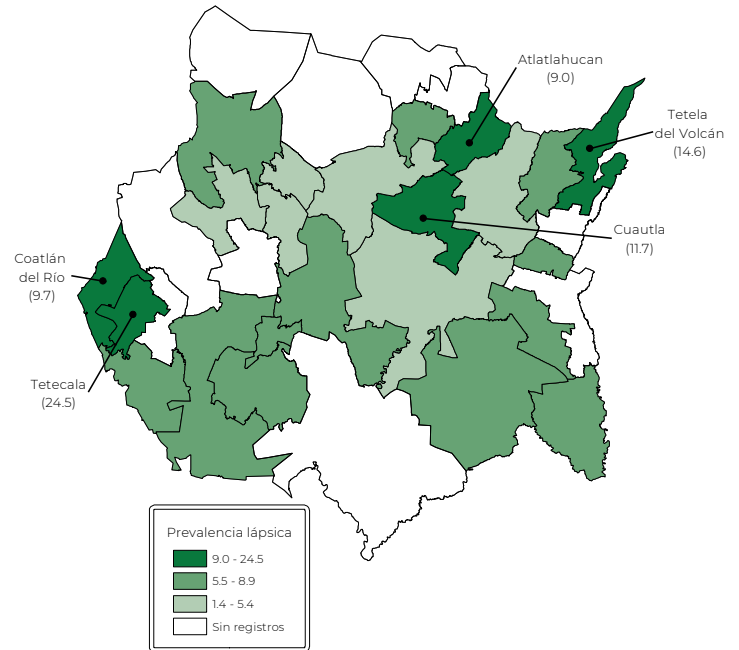 Atlatlahucan
(9.0)
Tetela
del Volcán
(14.6)
Cuautla
(11.7)
Coatlán
del Río
(9.7)
Tetecala
(24.5)
Prevalencia lápsica
9.0 - 24.5
5.5 - 8.9
1.4 - 5.4
Sin registros